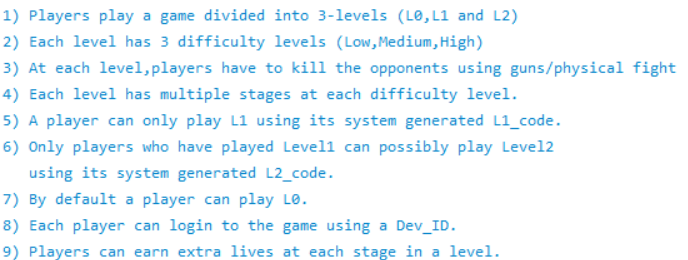 1) Players play a game divided into 3-levels (L0,L1 and L2)
2) Each level has 3 difficulty levels (Low,Medium,High)
3) At each level,players have to kill the opponents using guns/physical fight
4) Each level has multiple stages at each difficulty level.
5) A player can only play L1 using its system generated L1_code.
6) Only players who have played Level1 can possibly play Level2
using its system generated L2_code.
7) By default a player can play L0.
8) Each player can login to the game using a Dev_ID.
9) Players can earn extra lives at each stage in a level.